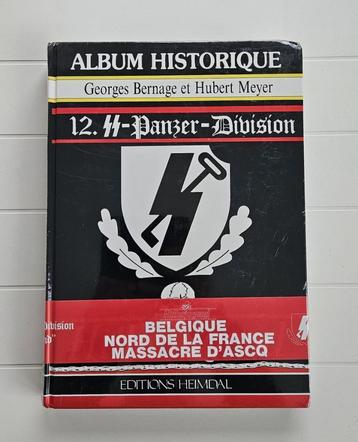 ALBUM HISTORIQUE
Georges Bernage et Hubert Meyer
12. SS-Panzer-Division
BELGIQUE
NORD DE LA FRANCE
MASSACRE D'ASCQ
EDITIONS HEIMDAL